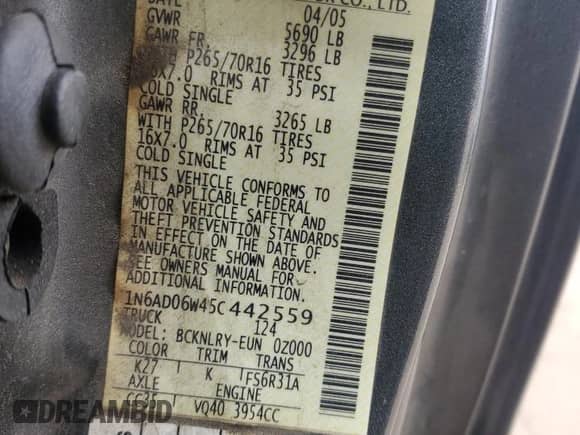 DATE 04/05
GVWR 5690 LB
GAWR FR. 3296 LB
P265/70R16 TIRES
16X7.0 RIMS AT 35 PSI
COLD SINGLE
GAWR RR. 3265 LB
WITH P265/70R16 TIRES
16X7.0 RIMS AT 35 PSI
COLD SINGLE
THIS VEHICLE CONFORMS TO
ALL APPLICABLE FEDERAL
MOTOR VEHICLE SAFETY AND
THEFT PREVENTION STANDARDS
IN EFFECT ON THE DATE OF
MANUFACTURE SHOWN ABOVE.
SEE OWNERS MANUAL FOR
ADDITIONAL INFORMATION.
1N6AD06W45C442559
TRUCK 124
MODEL: BCKNLRY-EUN 0Z000
COLOR TRIM TRANS
K27 K FS6R31A
AXLE ENGINE
VQ40 3954CC
DREAMBID